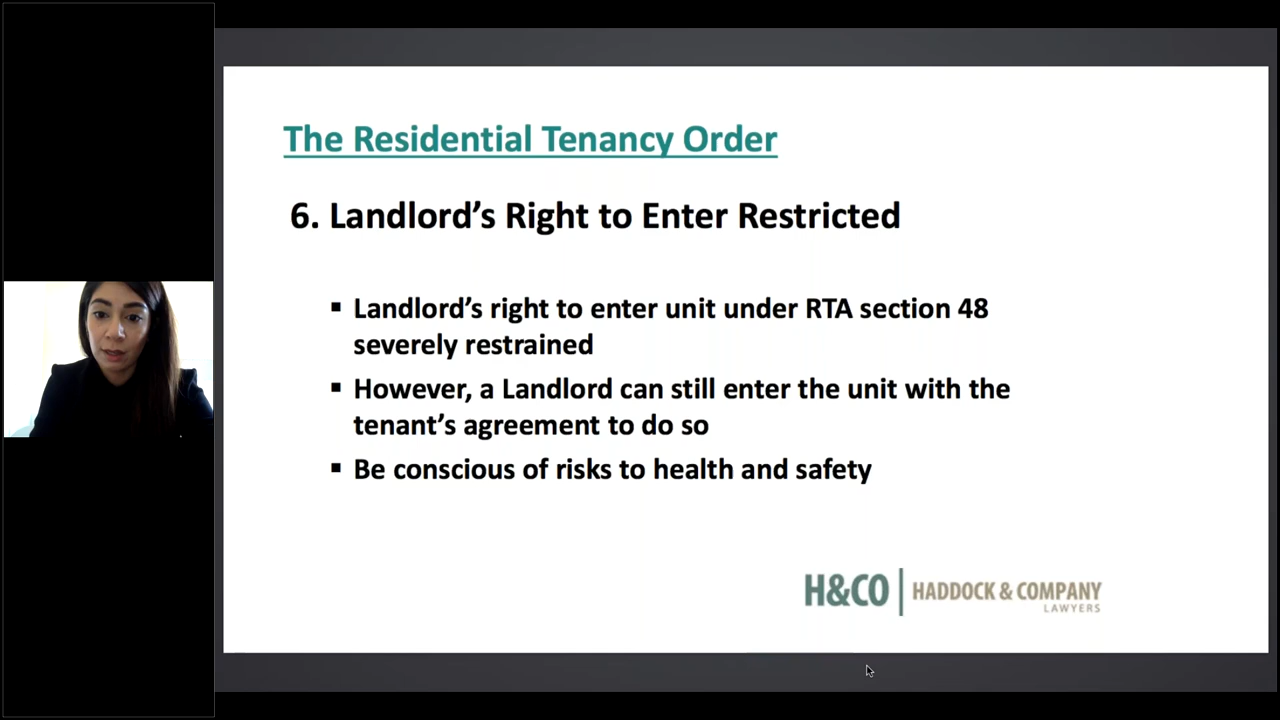 The Residential Tenancy Order
6. Landlord’s Right to Enter Restricted
▪ Landlord’s right to enter unit under RTA section 48
severely restrained
▪ However, a Landlord can still enter the unit with the
tenant’s agreement to do so
▪ Be conscious of risks to health and safety
H&CO | HADDOCK & COMPANY
LAWYERS